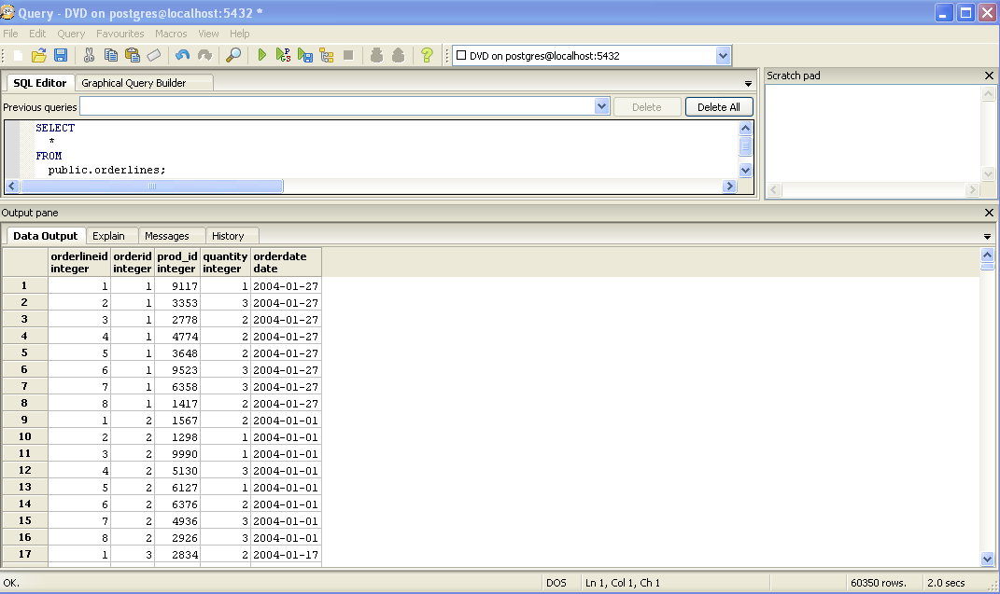 Query - DVD on postgres@localhost:5432 *
File Edit Query Favourites Macros View Help
DVD on postgres@localhost:5432
SQL Editor Graphical Query Builder
Previous queries Delete Delete All
SELECT
*
FROM
public.orderlines;
Scratch pad
Output pane
Data Output Explain Messages History
orderlineid orderid prod_id quantity orderdate
integer integer integer integer date
1 1 1 9117 1 2004-01-27
2 2 1 3353 3 2004-01-27
3 3 1 2778 2 2004-01-27
4 4 1 4774 2 2004-01-27
5 5 1 3648 2 2004-01-27
6 6 1 9523 3 2004-01-27
7 7 1 6358 3 2004-01-27
8 8 1 1417 2 2004-01-27
9 1 2 1567 2 2004-01-01
10 2 2 1298 1 2004-01-01
11 3 2 9990 1 2004-01-01
12 4 2 5130 3 2004-01-01
13 5 2 6127 1 2004-01-01
14 6 2 6376 2 2004-01-01
15 7 2 4936 3 2004-01-01
16 8 2 2926 3 2004-01-01
17 1 3 2834 2 2004-01-17
OK. DOS Ln 1, Col 1, Ch 1 60350 rows. 2.0 secs